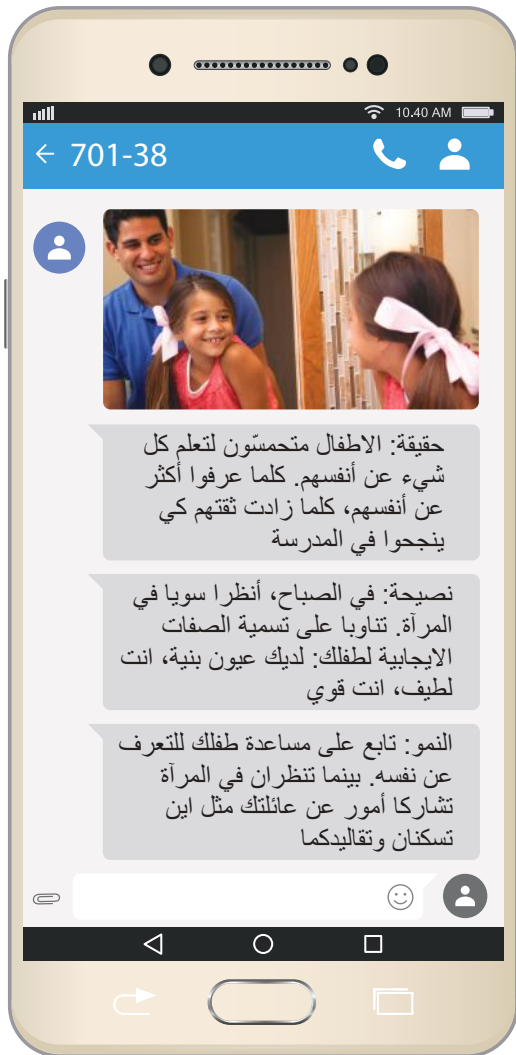 10.40 AM
701-38
حقيقة: الاطفال متحمسّون لتعلم كل
شيء عن أنفسهم. كلما عرفوا أكثر
عن أنفسهم، كلما زادت ثقتهم كي
ينجحوا في المدرسة
نصيحة: في الصباح، أنظرا سويا في
المرآة. تناوبا على تسمية الصفات
الايجابية لطفلك: لديك عيون بنية، انت
لطيف، انت قوي
النمو: تابع على مساعدة طفلك للتعرف
عن نفسه. بينما تنظران في المرآة
تشاركا أمور عن عائلتك مثل اين
تسكنان وتقاليدكما